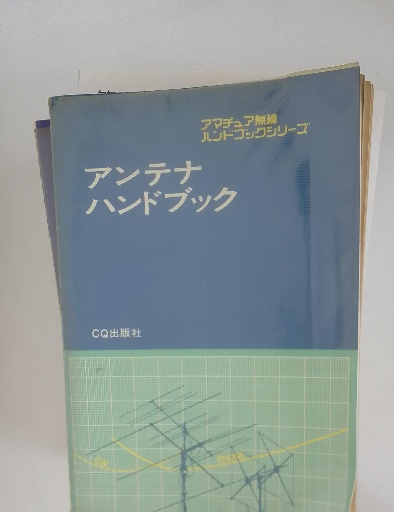 アマチュア無線
ハンドブックシリーズ
アンテナ
ハンドブック
CQ出版社